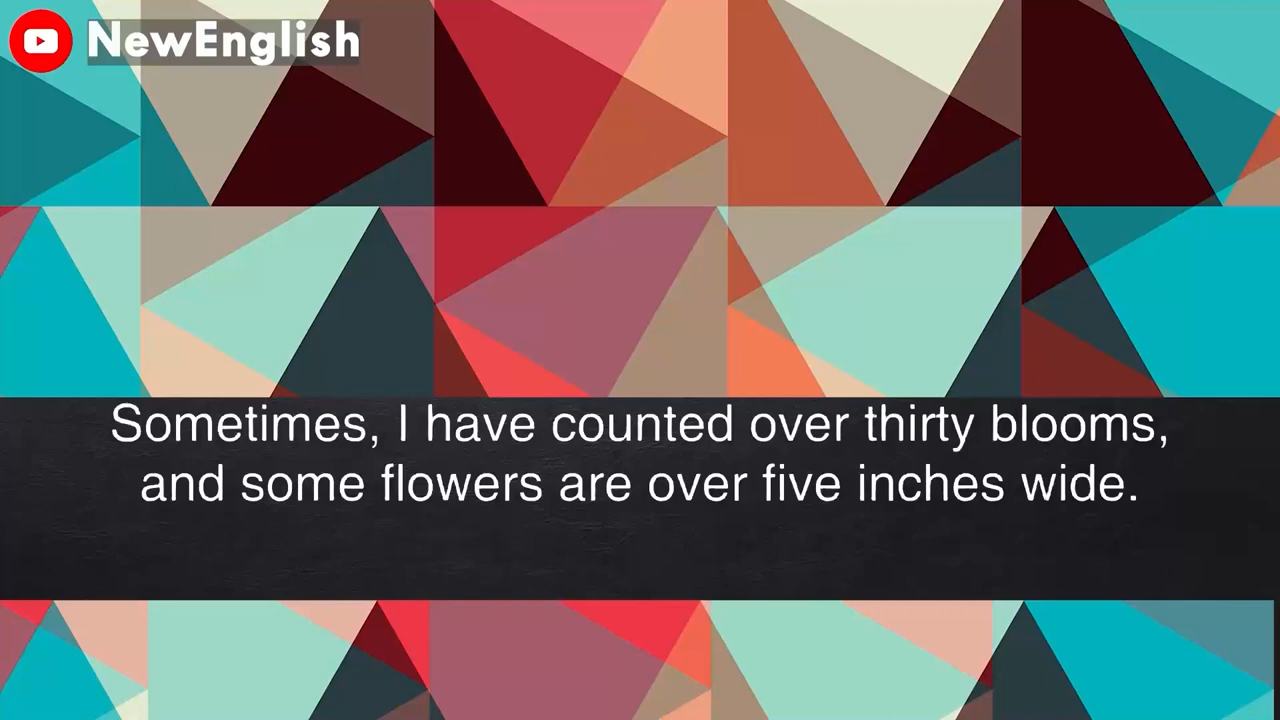 NewEnglish
Sometimes, I have counted over thirty blooms,
and some flowers are over five inches wide.